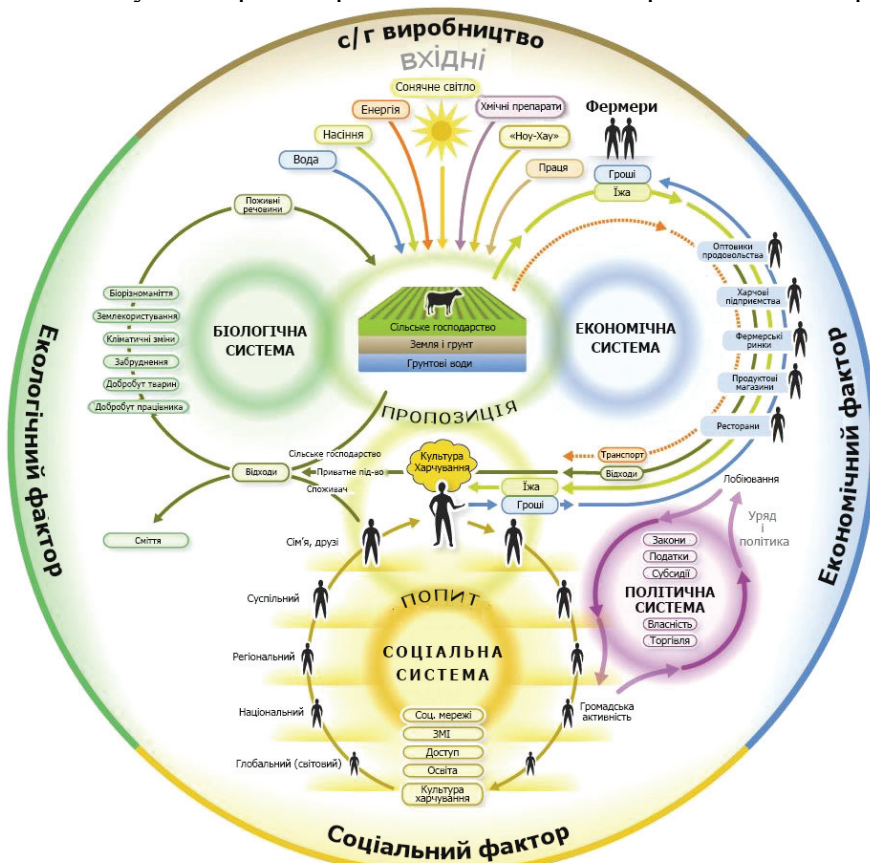 с/г виробництво
ВХІДНІ
Сонячне світло
Енергія
Хмічні препарати
Насіння
«Ноу-Хау»
Вода
Праця
Фермери
Гроші
Їжа
Поживні
речовини
Оптовики
продовольства
Харчові
підприємства
Фермерські
ринки
Продуктові
магазини
Ресторани
Біорізноманіття
Землекористування
Кліматичні зміни
Забруднення
Добробут тварин
Добробут працівника
БІОЛОГІЧНА
СИСТЕМА
Сільське господарство
Земля і грунт
Грунтові води
ЕКОНОМІЧНА
СИСТЕМА
ПРОПОЗИЦІЯ
Екологічний фактор
Економічний фактор
Відходи
Сільське господарство
Приватне під-во
Споживач
Сміття
Культура
Харчування
Транспорт
Відходи
Їжа
Гроші
Лобіювання
Уряд
і
політика
Закони
Податки
Субсидії
ПОЛІТИЧНА
СИСТЕМА
Власність
Торгівля
Громадська
активність
Сім'я, друзі
Суспільний
Регіональний
Національний
Глобальний (світовий)
ПОПИТ
СОЦІАЛЬНА
СИСТЕМА
Соц. мережі
ЗМІ
Доступ
Освіта
Культура
харчування
Соціальний фактор